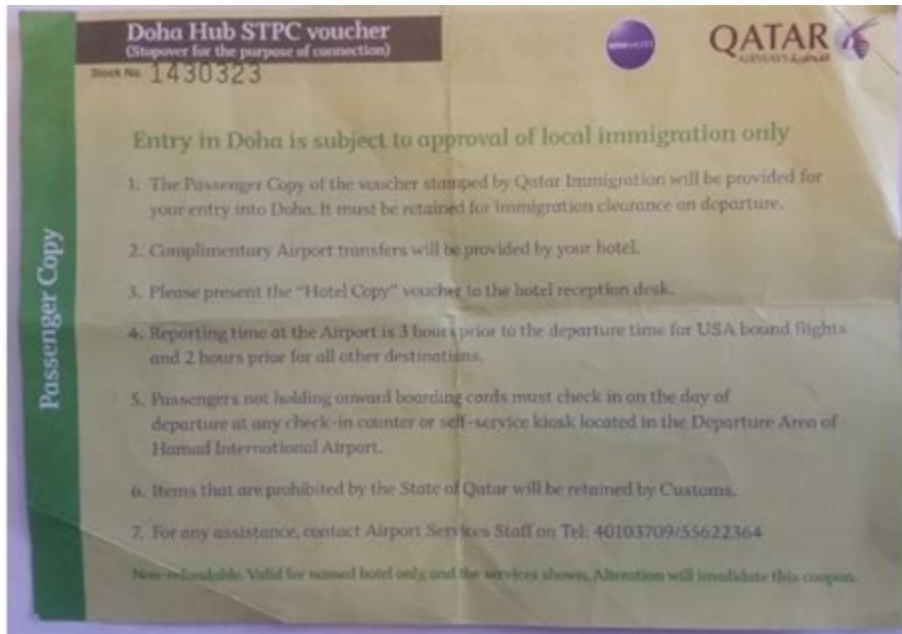 Doha Hub STPC voucher
(Stopover for the purpose of connection)
Stock No 1430323
oneworld
QATAR
AIRWAYS القطرية
Entry in Doha is subject to approval of local immigration only
1. The Passenger Copy of the voucher stamped by Qatar Immigration will be provided for
your entry into Doha. It must be retained for immigration clearance on departure.
2. Complimentary Airport transfers will be provided by your hotel.
3. Please present the "Hotel Copy" voucher to the hotel reception desk.
4. Reporting time at the Airport is 3 hours prior to the departure time for USA bound flights
and 2 hours prior for all other destinations.
5. Passengers not holding onward boarding cards must check in on the day of
departure at any check-in counter or self-service kiosk located in the Departure Area of
Hamad International Airport.
6. Items that are prohibited by the State of Qatar will be retained by Customs.
7. For any assistance, contact Airport Services Staff on Tel: 40103709/55622364
Non-refundable. Valid for named hotel only and the services shown. Alteration will invalidate this coupon.
Passenger Copy